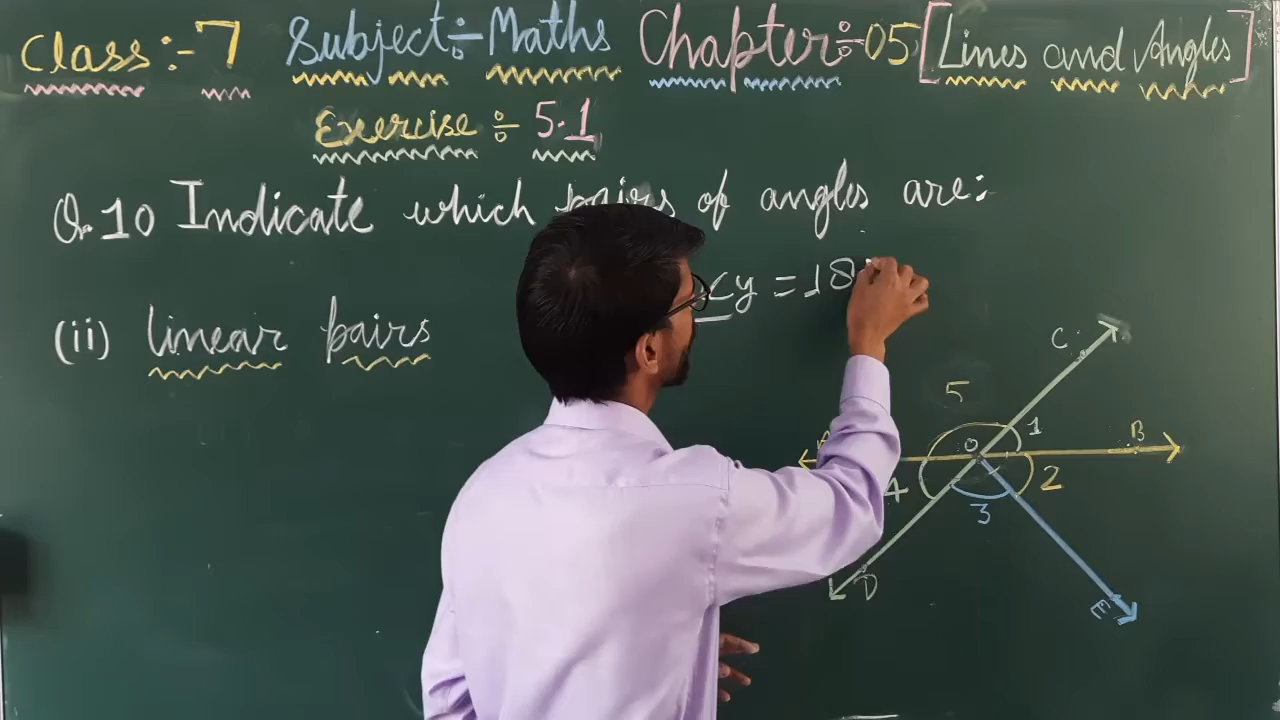 Class:-7 Subject÷Maths Chapter÷05 [Lines and Angles]
Exercise ÷ 5.1
Q.10 Indicate which pairs of angles are:
<y = 18
(ii) linear pairs
C
5
1
O
B
4
2
3
D
E